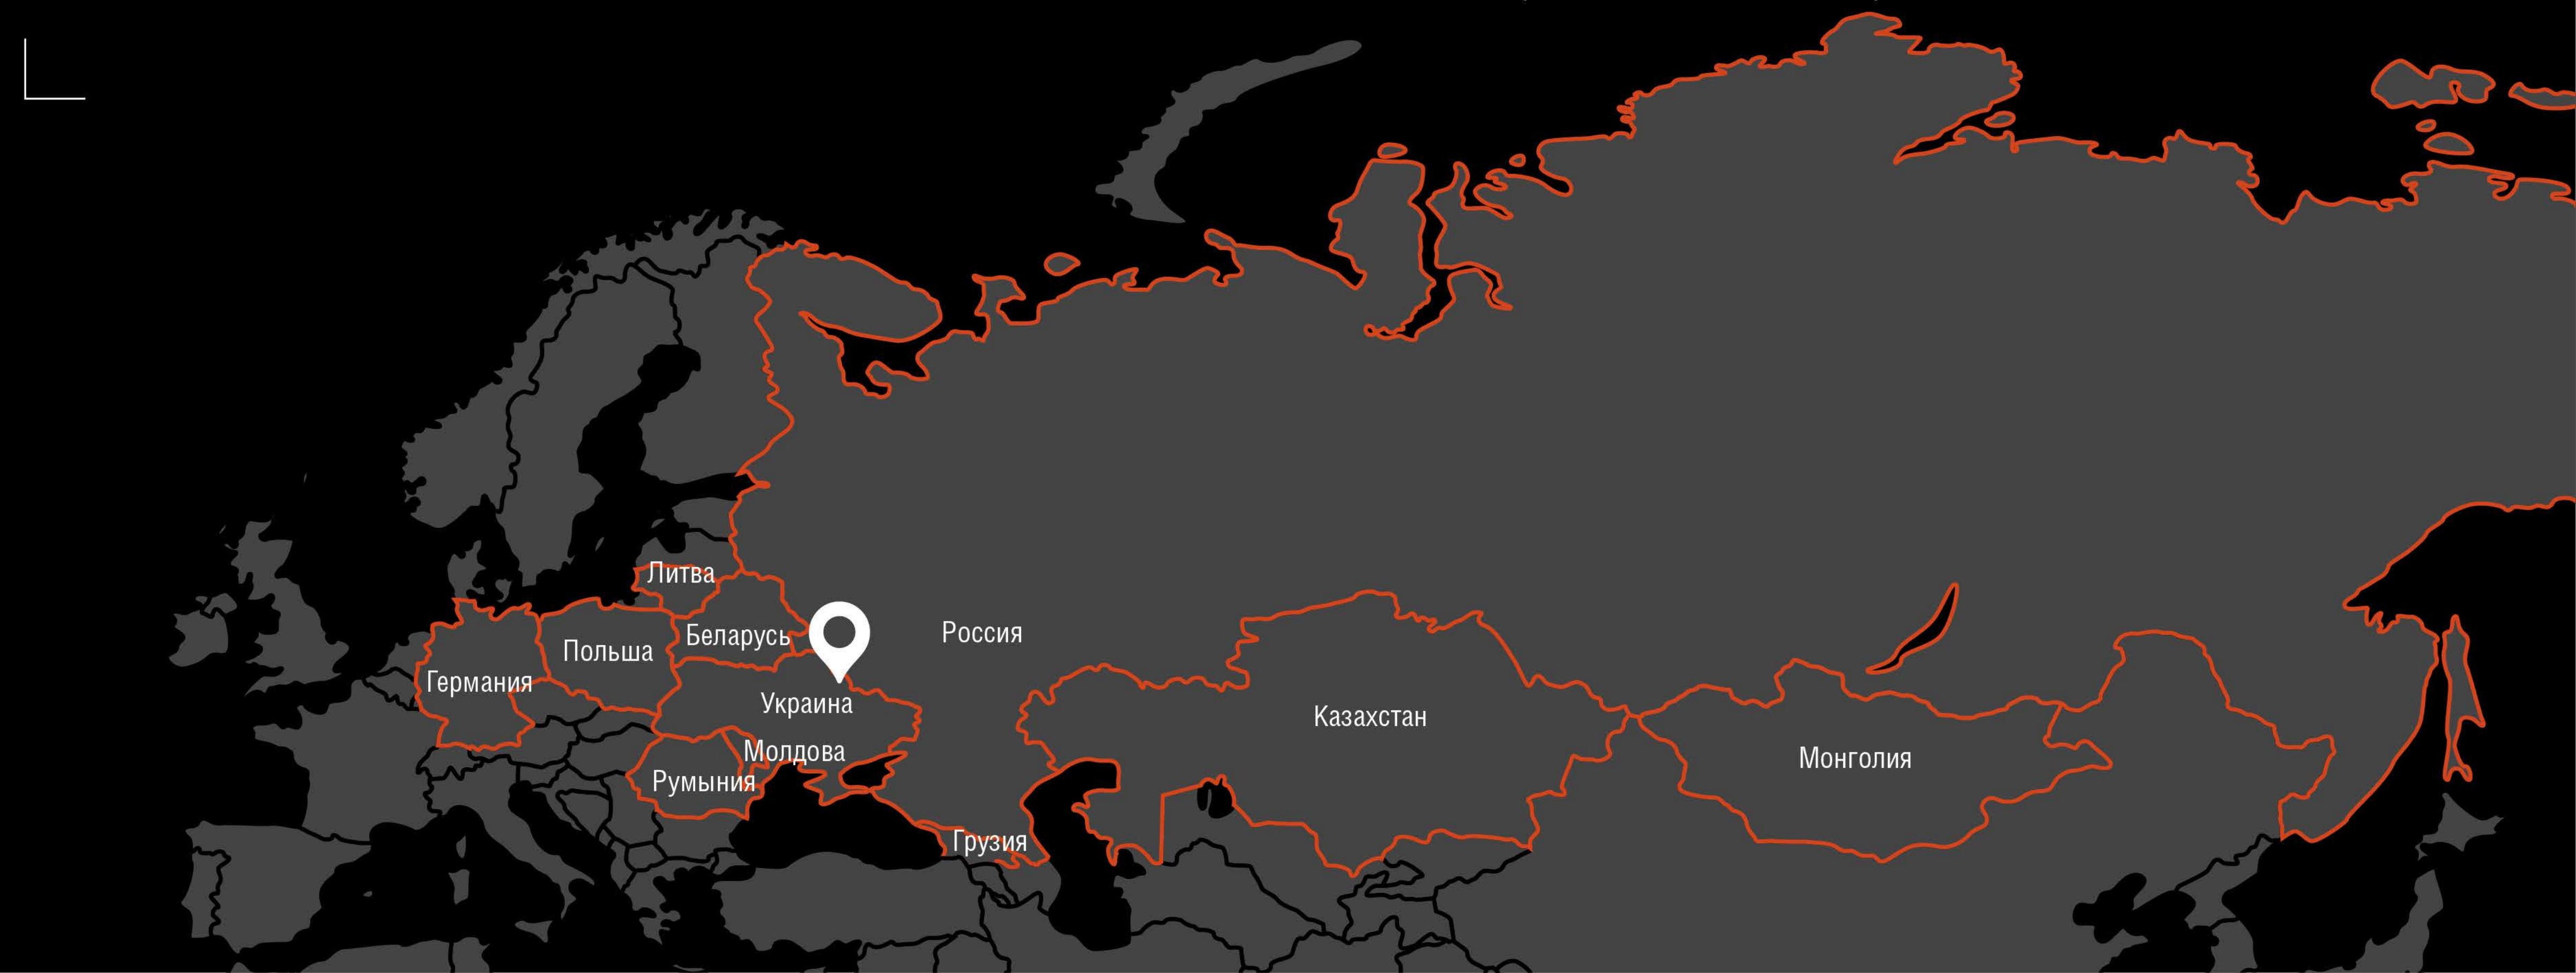 Литва
Беларусь
Россия
Польша
Германия
Украина
Казахстан
Молдова
Монголия
Румыния
Грузия